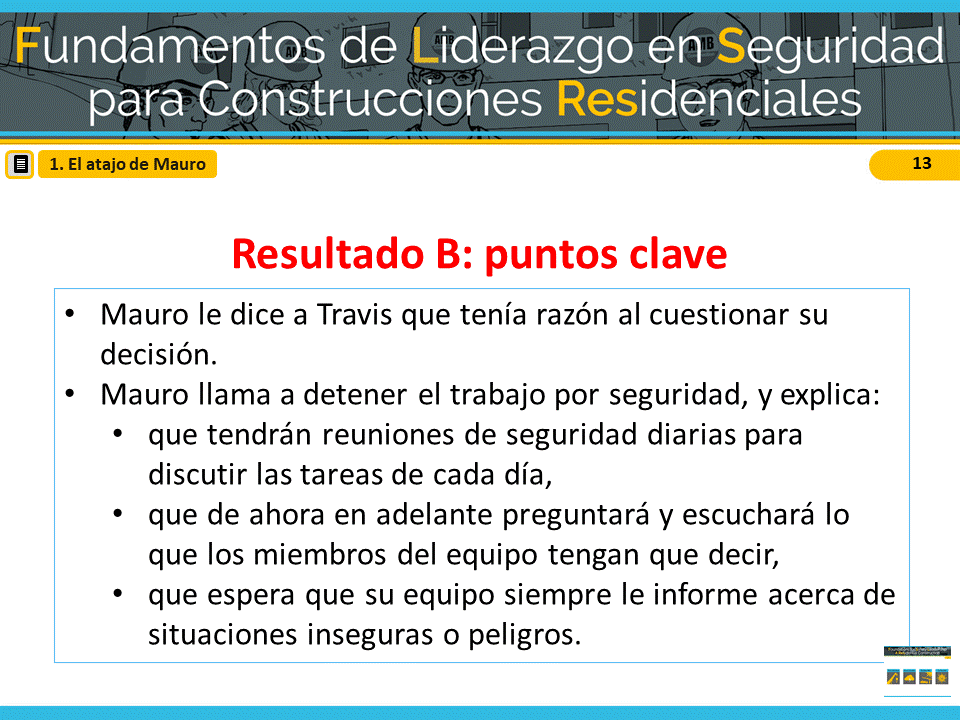 Fundamentos de Liderazgo en Seguridad
para Construcciones Residenciales
1. El atajo de Mauro
13
Resultado B: puntos clave
• Mauro le dice a Travis que tenía razón al cuestionar su
decisión.
• Mauro llama a detener el trabajo por seguridad, y explica:
• que tendrán reuniones de seguridad diarias para
discutir las tareas de cada día,
• que de ahora en adelante preguntará y escuchará lo
que los miembros del equipo tengan que decir,
• que espera que su equipo siempre le informe acerca de
situaciones inseguras o peligros.